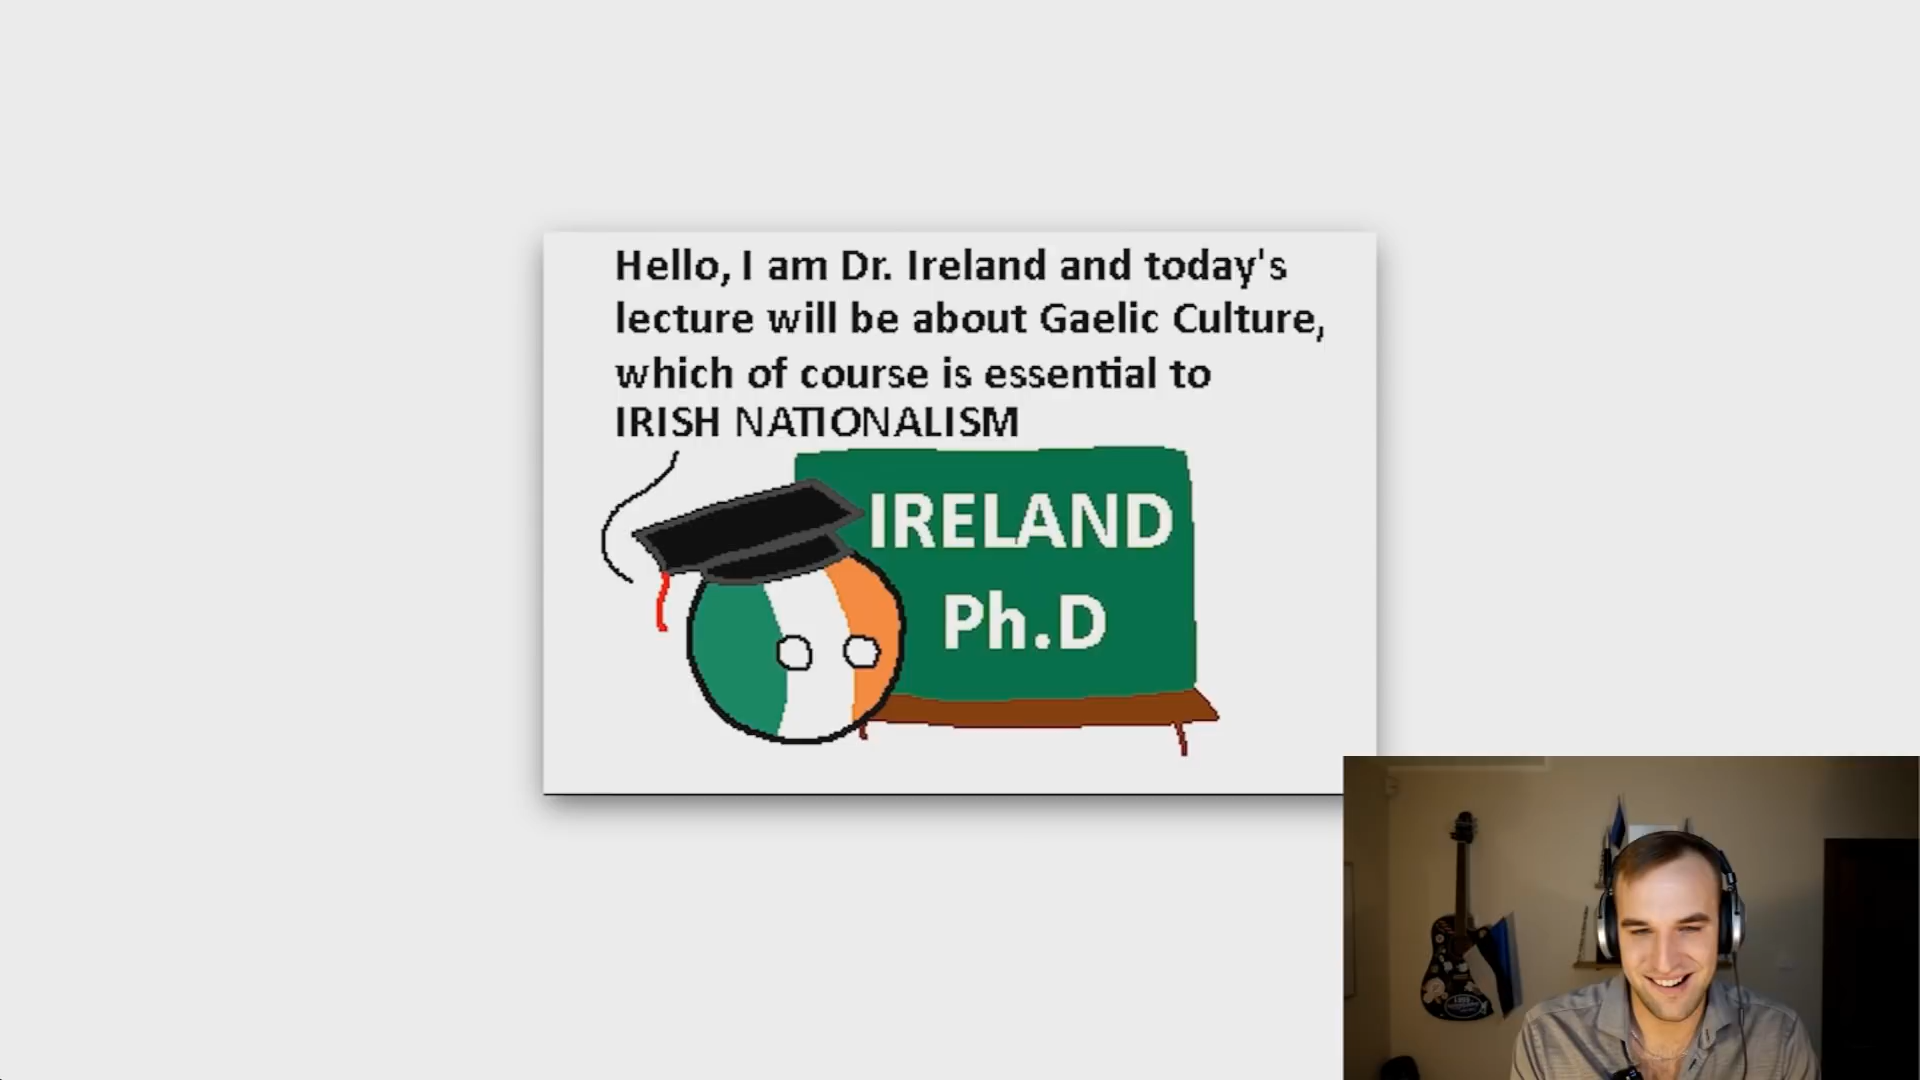 Hello, I am Dr. Ireland and today's
lecture will be about Gaelic Culture,
which of course is essential to
IRISH NATIONALISM
IRELAND
Ph.D